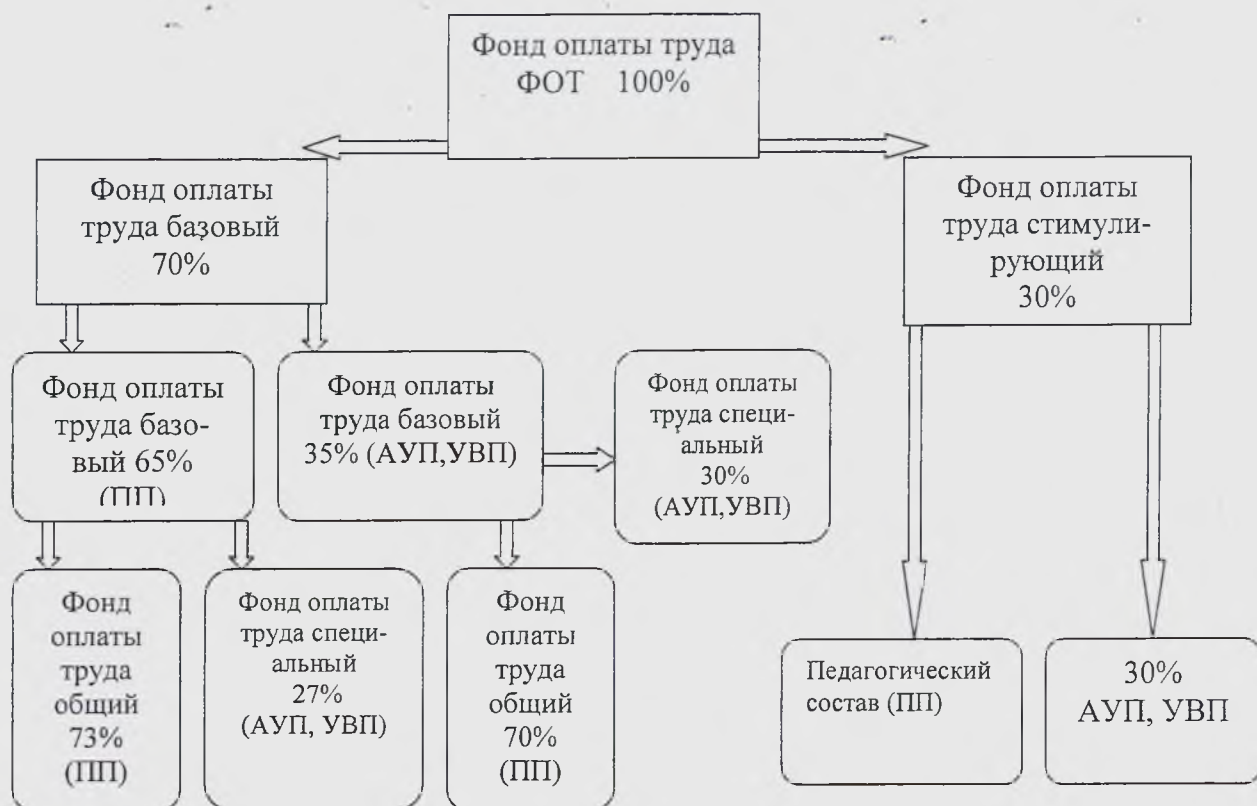 Фонд оплаты труда
ФОТ 100%
Фонд оплаты
труда базовый
70%
Фонд оплаты
труда стимули-
рующий
30%
Фонд оплаты
труда базо-
вый 65%
(ПП)
Фонд оплаты
труда базовый
35% (АУП,УВП)
Фонд оплаты
труда специ-
альный
30%
(АУП,УВП)
Фонд
оплаты
труда
общий
73%
(ПП)
Фонд оплаты
труда специ-
альный
27%
(АУП, УВП)
Фонд
оплаты
труда
общий
70%
(ПП)
Педагогический
состав (ПП)
30%
АУП, УВП